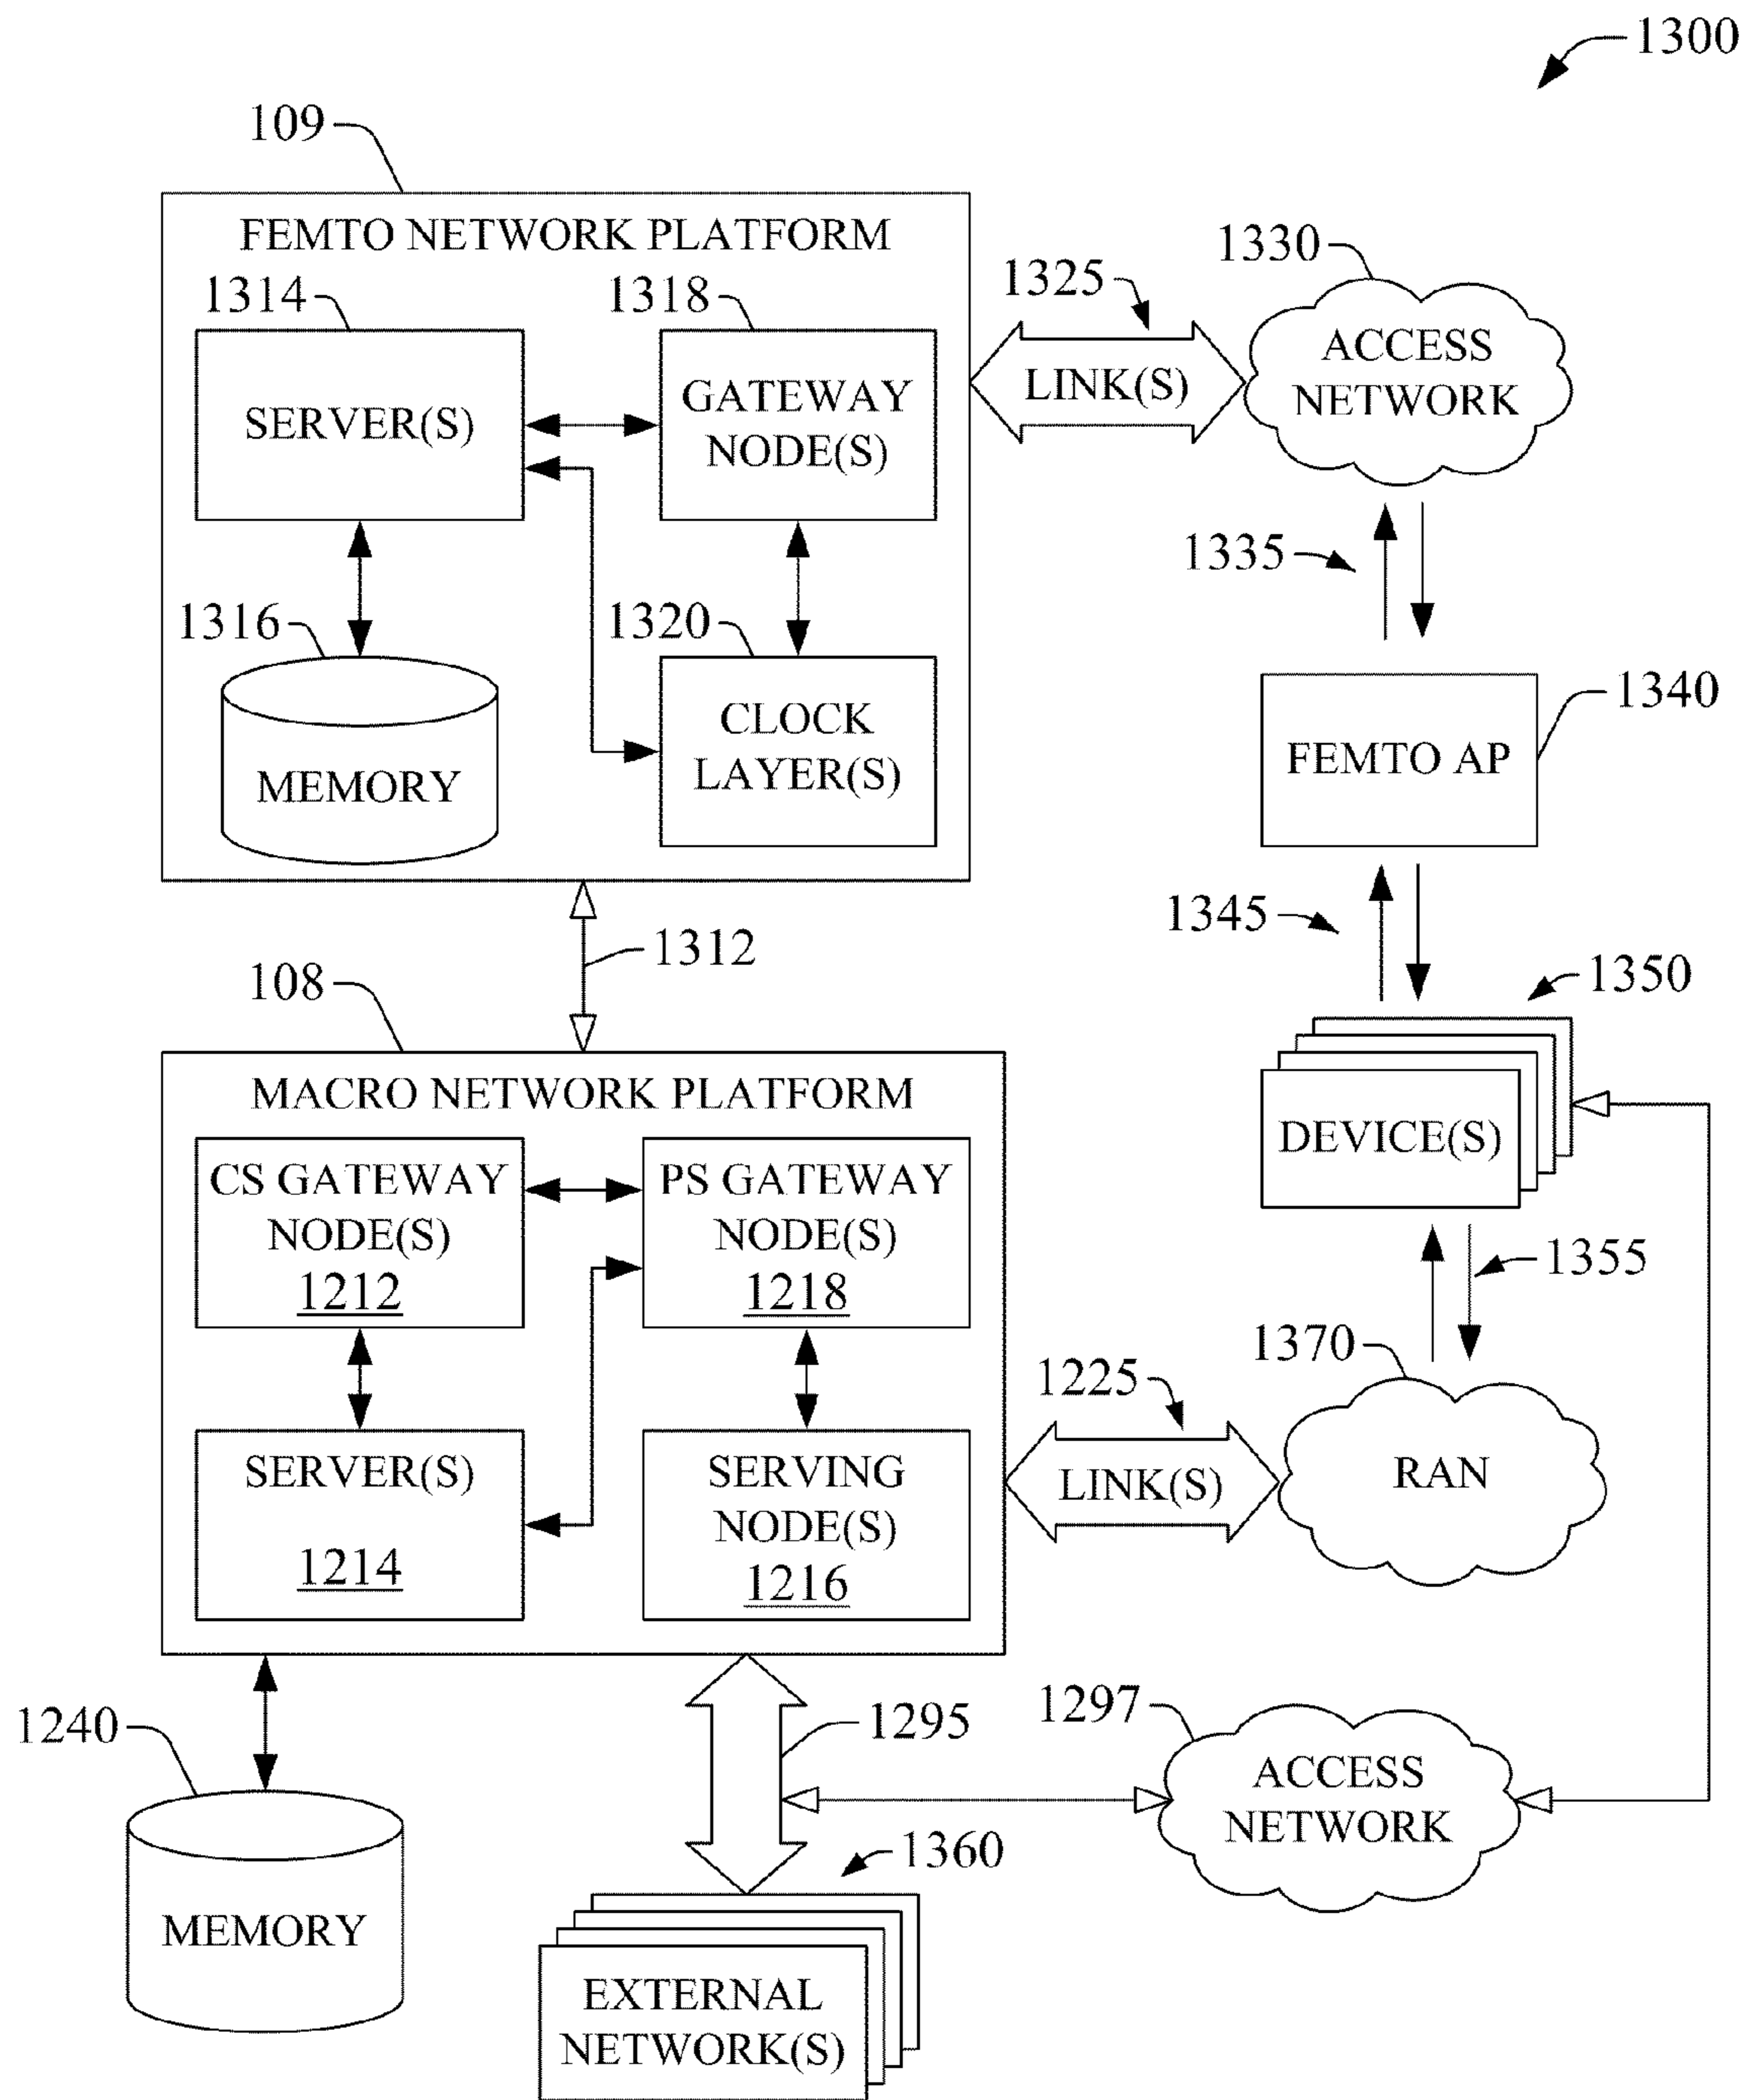 1300
109
FEMTO NETWORK PLATFORM
1314
1318
SERVER(S)
GATEWAY
NODE(S)
1316
1320
MEMORY
CLOCK
LAYER(S)
1325
LINK(S)
1330
ACCESS
NETWORK
1335
1340
FEMTO AP
1345
1350
DEVICE(S)
1312
108
MACRO NETWORK PLATFORM
CS GATEWAY
NODE(S)
1212
PS GATEWAY
NODE(S)
1218
SERVER(S)
1214
SERVING
NODE(S)
1216
1355
1370
1225
LINK(S)
RAN
1240
MEMORY
1295
1297
ACCESS
NETWORK
1360
EXTERNAL
NETWORK(S)